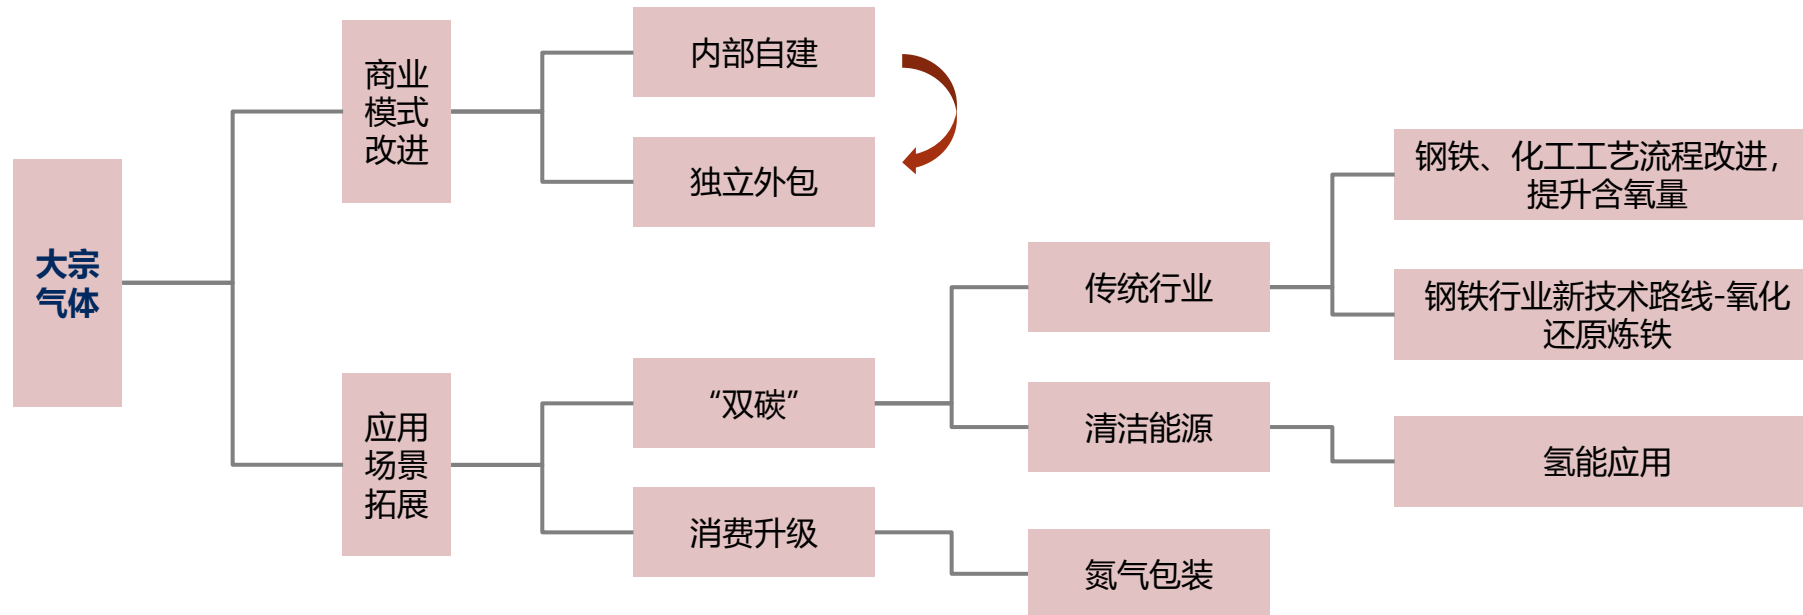 大宗
气体
商业
模式
改进
内部自建
独立外包
应用
场景
拓展
“双碳”
消费升级
传统行业
清洁能源
氮气包装
钢铁、化工工艺流程改进，
提升含氧量
钢铁行业新技术路线-氧化
还原炼铁
氢能应用